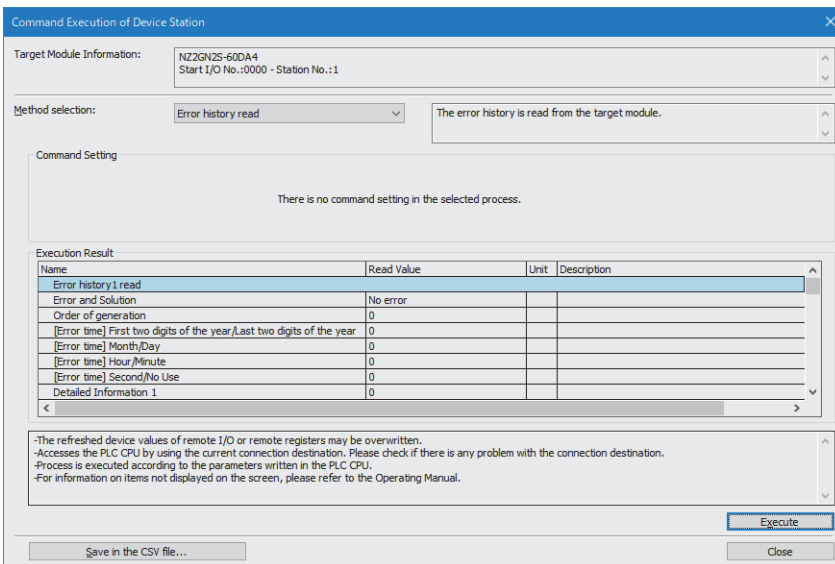 Command Execution of Device Station
Target Module Information:
NZ2GN2S-60DA4
Start I/O No.:0000 - Station No.:1
Method selection:
Error history read
The error history is read from the target module.
Command Setting
There is no command setting in the selected process.
Execution Result
Name Read Value Unit Description
Error history1 read
Error and Solution No error
Order of generation 0
[Error time] First two digits of the year/Last two digits of the year 0
[Error time] Month/Day 0
[Error time] Hour/Minute 0
[Error time] Second/No Use 0
Detailed Information 1 0
-The refreshed device values of remote I/O or remote registers may be overwritten.
-Accesses the PLC CPU by using the current connection destination. Please check if there is any problem with the connection destination.
-Process is executed according to the parameters written in the PLC CPU.
-For information on items not displayed on the screen, please refer to the Operating Manual.
Execute
Save in the CSV file... Close